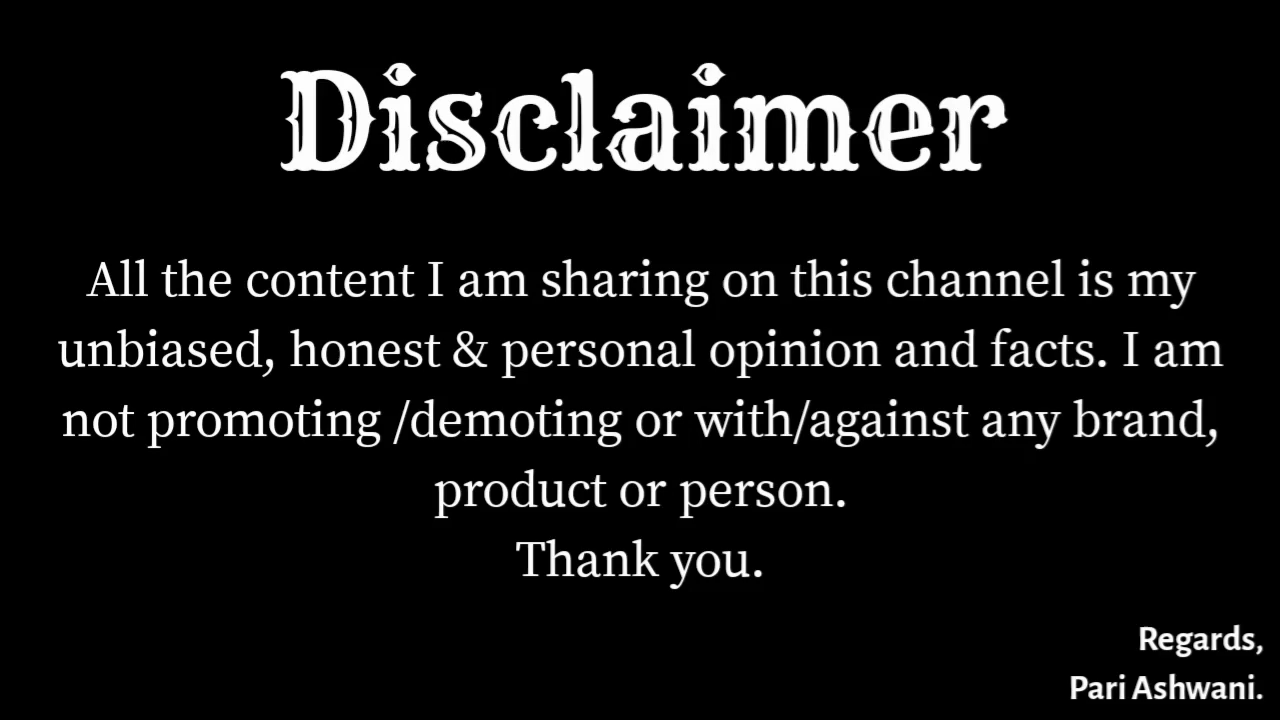 Disclaimer
All the content I am sharing on this channel is my
unbiased, honest & personal opinion and facts. I am
not promoting /demoting or with/against any brand,
product or person.
Thank you.
Regards,
Pari Ashwani.